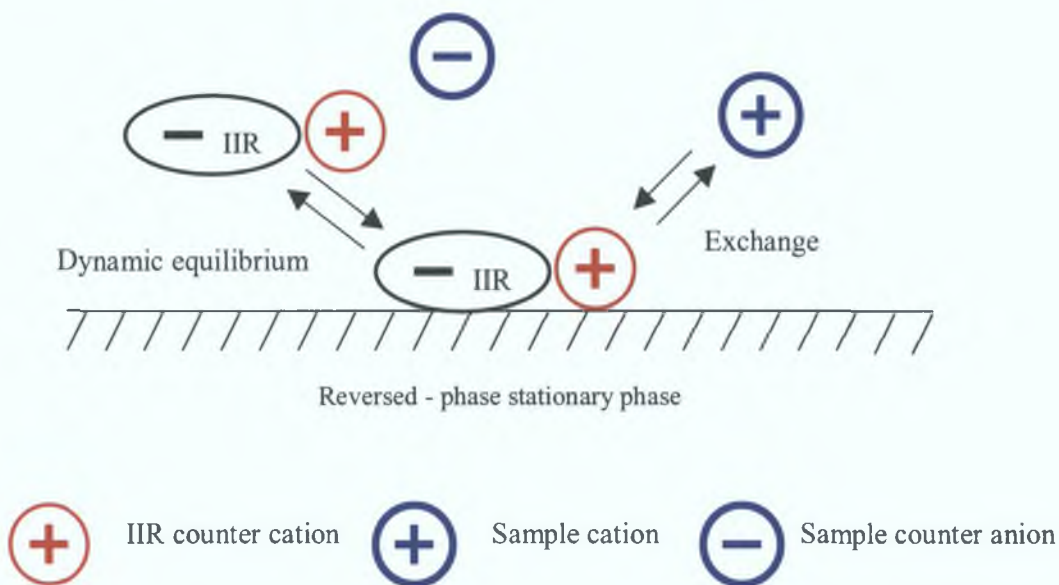 IIR
Dynamic equilibrium
IIR
Exchange
Reversed - phase stationary phase
IIR counter cation
Sample cation
Sample counter anion